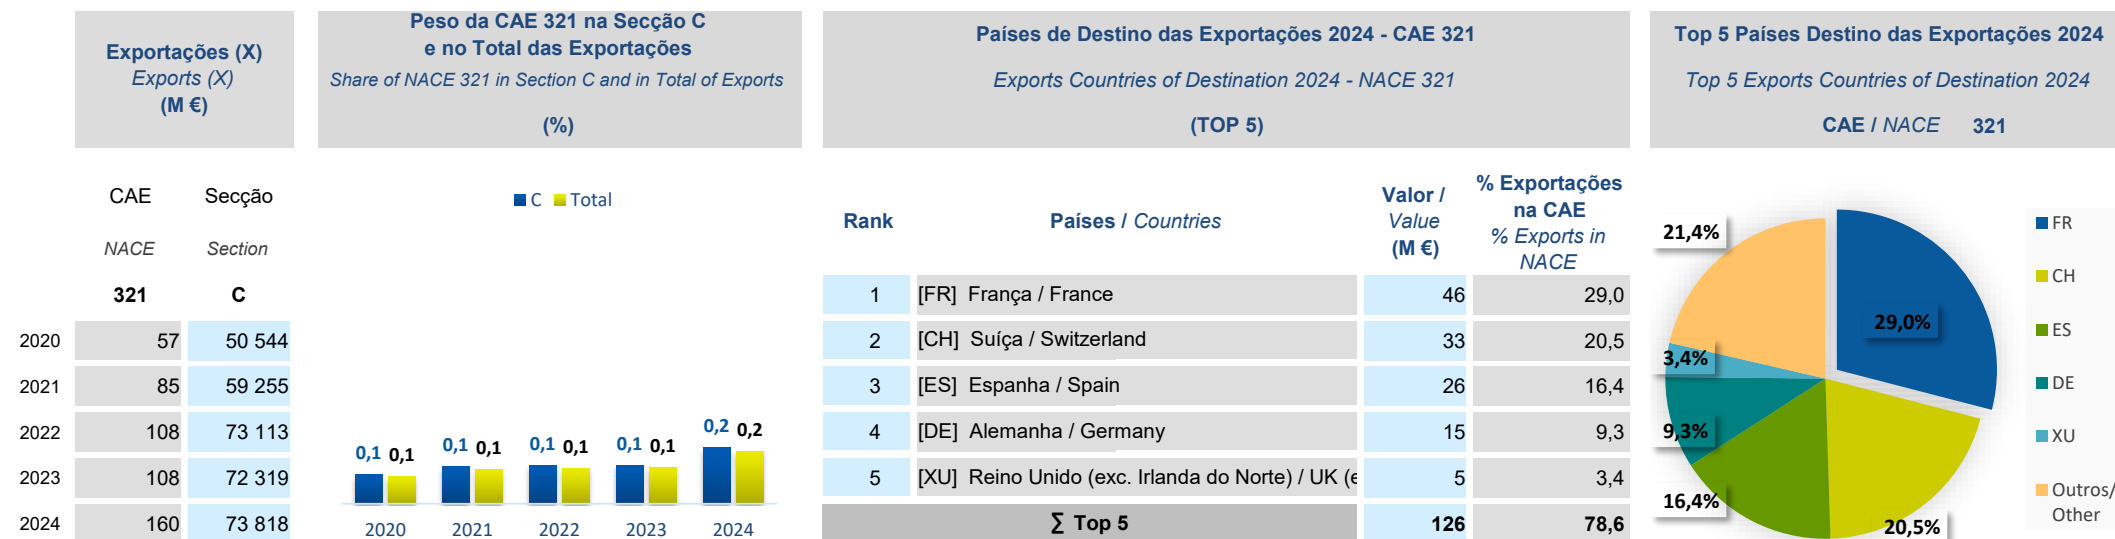 Exportações (X)
Exports (X)
(M €)
Peso da CAE 321 na Secção C
e no Total das Exportações
Share of NACE 321 in Section C and in Total of Exports
(%)
Países de Destino das Exportações 2024 - CAE 321
Exports Countries of Destination 2024 - NACE 321
(TOP 5)
Top 5 Países Destino das Exportações 2024
Top 5 Exports Countries of Destination 2024
CAE / NACE 321
CAE Secção
NACE Section
321 C
2020 57 50 544
2021 85 59 255
2022 108 73 113
2023 108 72 319
2024 160 73 818
C Total
0,1 0,1 0,1 0,1 0,1 0,1 0,1 0,1 0,2 0,2
2020 2021 2022 2023 2024
Rank
Países / Countries
Valor /
Value
(M €)
% Exportações
na CAE
% Exports in
NACE
1 [FR] França / France 46 29,0
2 [CH] Suíça / Switzerland 33 20,5
3 [ES] Espanha / Spain 26 16,4
4 [DE] Alemanha / Germany 15 9,3
5 [XU] Reino Unido (exc. Irlanda do Norte) / UK (e 5 3,4
∑ Top 5 126 78,6
21,4%
29,0%
3,4%
9,3%
16,4%
20,5%
FR
CH
ES
DE
XU
Outros/
Other